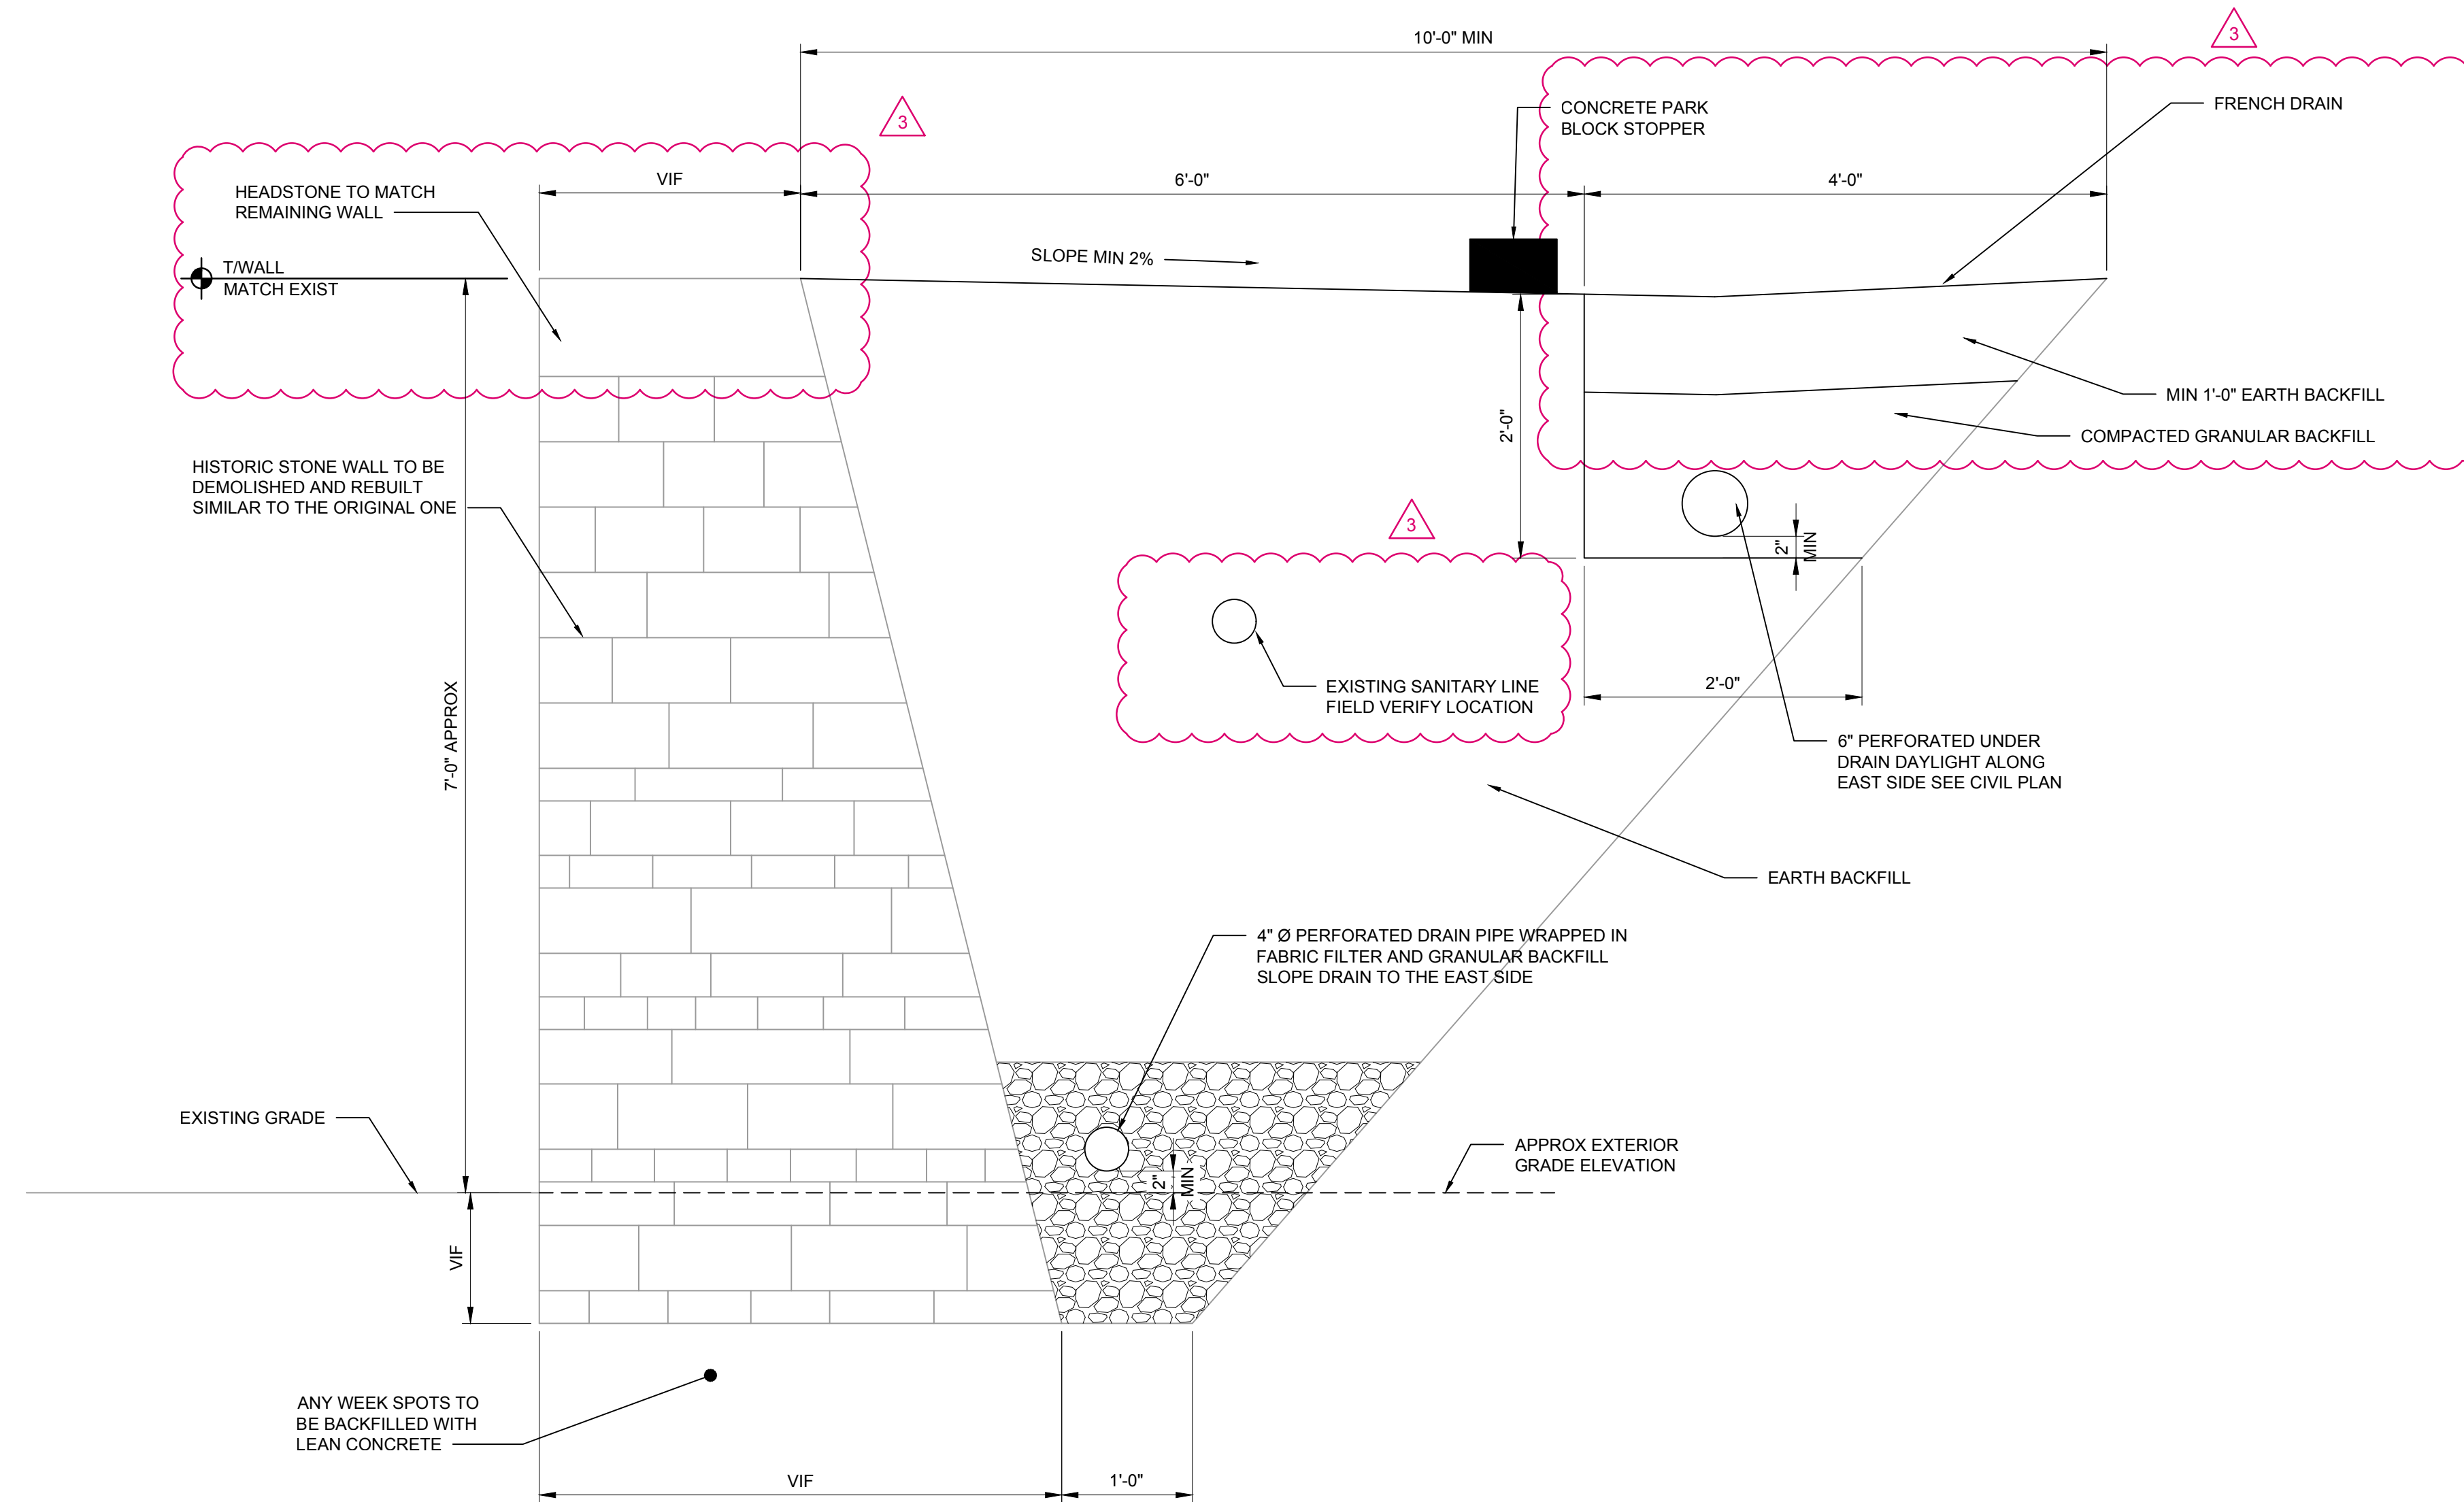 10'-0" MIN
3
3
CONCRETE PARK
BLOCK STOPPER
FRENCH DRAIN
HEADSTONE TO MATCH
REMAINING WALL
VIF
6'-0"
4'-0"
SLOPE MIN 2%
T/WALL
MATCH EXIST
MIN 1'-0" EARTH BACKFILL
2'-0"
COMPACTED GRANULAR BACKFILL
HISTORIC STONE WALL TO BE
DEMOLISHED AND REBUILT
SIMILAR TO THE ORIGINAL ONE
3
2"
MIN
EXISTING SANITARY LINE
FIELD VERIFY LOCATION
2'-0"
7'-0" APPROX
6" PERFORATED UNDER
DRAIN DAYLIGHT ALONG
EAST SIDE SEE CIVIL PLAN
EARTH BACKFILL
4" Ø PERFORATED DRAIN PIPE WRAPPED IN
FABRIC FILTER AND GRANULAR BACKFILL
SLOPE DRAIN TO THE EAST SIDE
EXISTING GRADE
APPROX EXTERIOR
GRADE ELEVATION
2"
MIN
VIF
ANY WEEK SPOTS TO
BE BACKFILLED WITH
LEAN CONCRETE
VIF
1'-0"